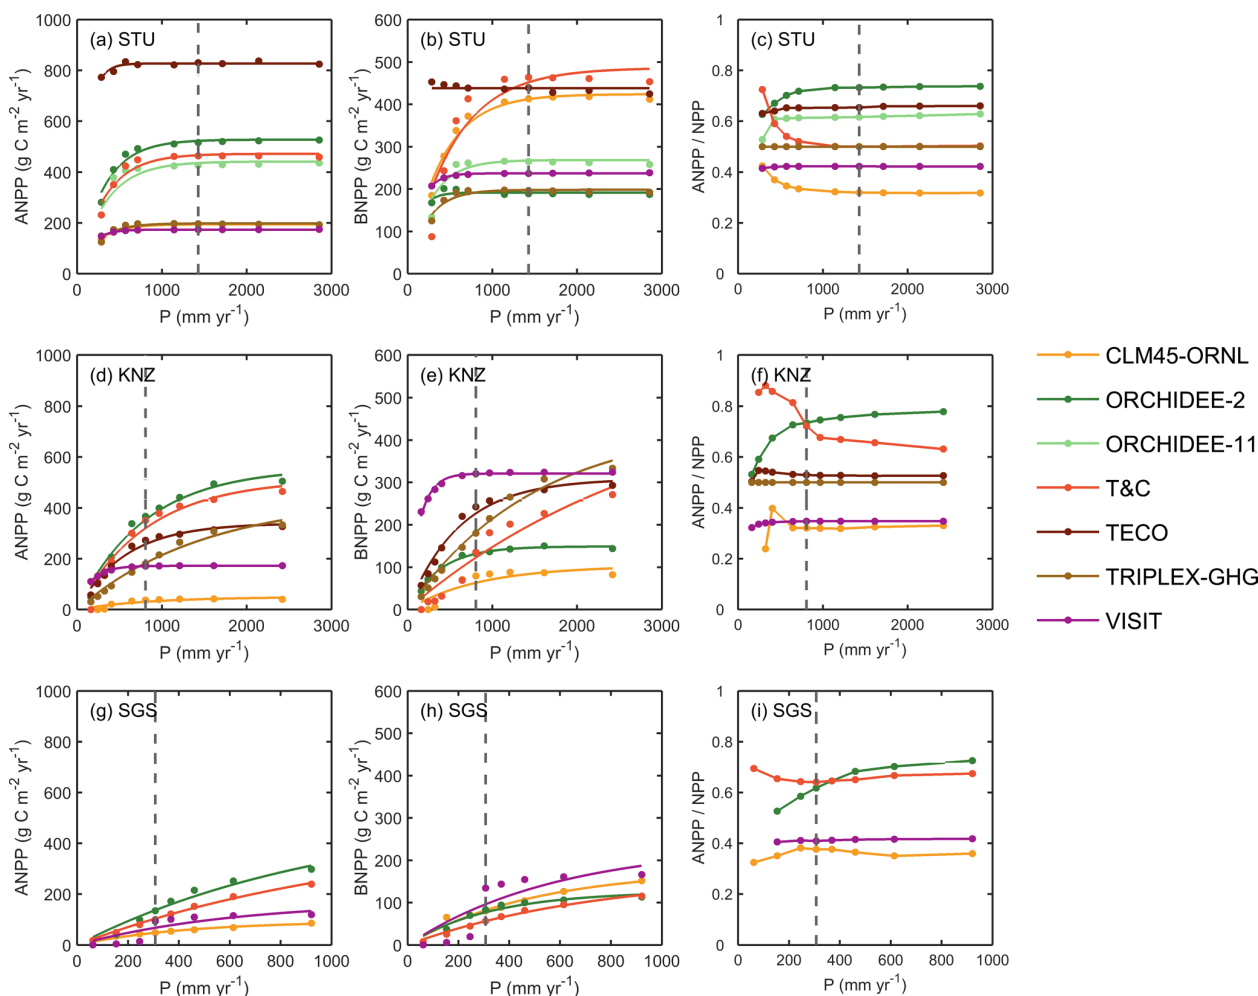 (a) STU
ANPP (g C m⁻² yr⁻¹)
1000
800
600
400
200
0
0 1000 2000 3000
P (mm yr⁻¹)
(b) STU
BNPP (g C m⁻² yr⁻¹)
600
500
400
300
200
100
0
0 1000 2000 3000
P (mm yr⁻¹)
(c) STU
ANPP / NPP
1
0.8
0.6
0.4
0.2
0
0 1000 2000 3000
P (mm yr⁻¹)
(d) KNZ
ANPP (g C m⁻² yr⁻¹)
1000
800
600
400
200
0
0 1000 2000 3000
P (mm yr⁻¹)
(e) KNZ
BNPP (g C m⁻² yr⁻¹)
600
500
400
300
200
100
0
0 1000 2000 3000
P (mm yr⁻¹)
(f) KNZ
ANPP / NPP
1
0.8
0.6
0.4
0.2
0
0 1000 2000 3000
P (mm yr⁻¹)
CLM45-ORNL
ORCHIDEE-2
ORCHIDEE-11
T&C
TECO
TRIPLEX-GHG
VISIT
(g) SGS
ANPP (g C m⁻² yr⁻¹)
1000
800
600
400
200
0
0 200 400 600 800 1000
P (mm yr⁻¹)
(h) SGS
BNPP (g C m⁻² yr⁻¹)
600
500
400
300
200
100
0
0 200 400 600 800 1000
P (mm yr⁻¹)
(i) SGS
ANPP / NPP
1
0.8
0.6
0.4
0.2
0
0 200 400 600 800 1000
P (mm yr⁻¹)